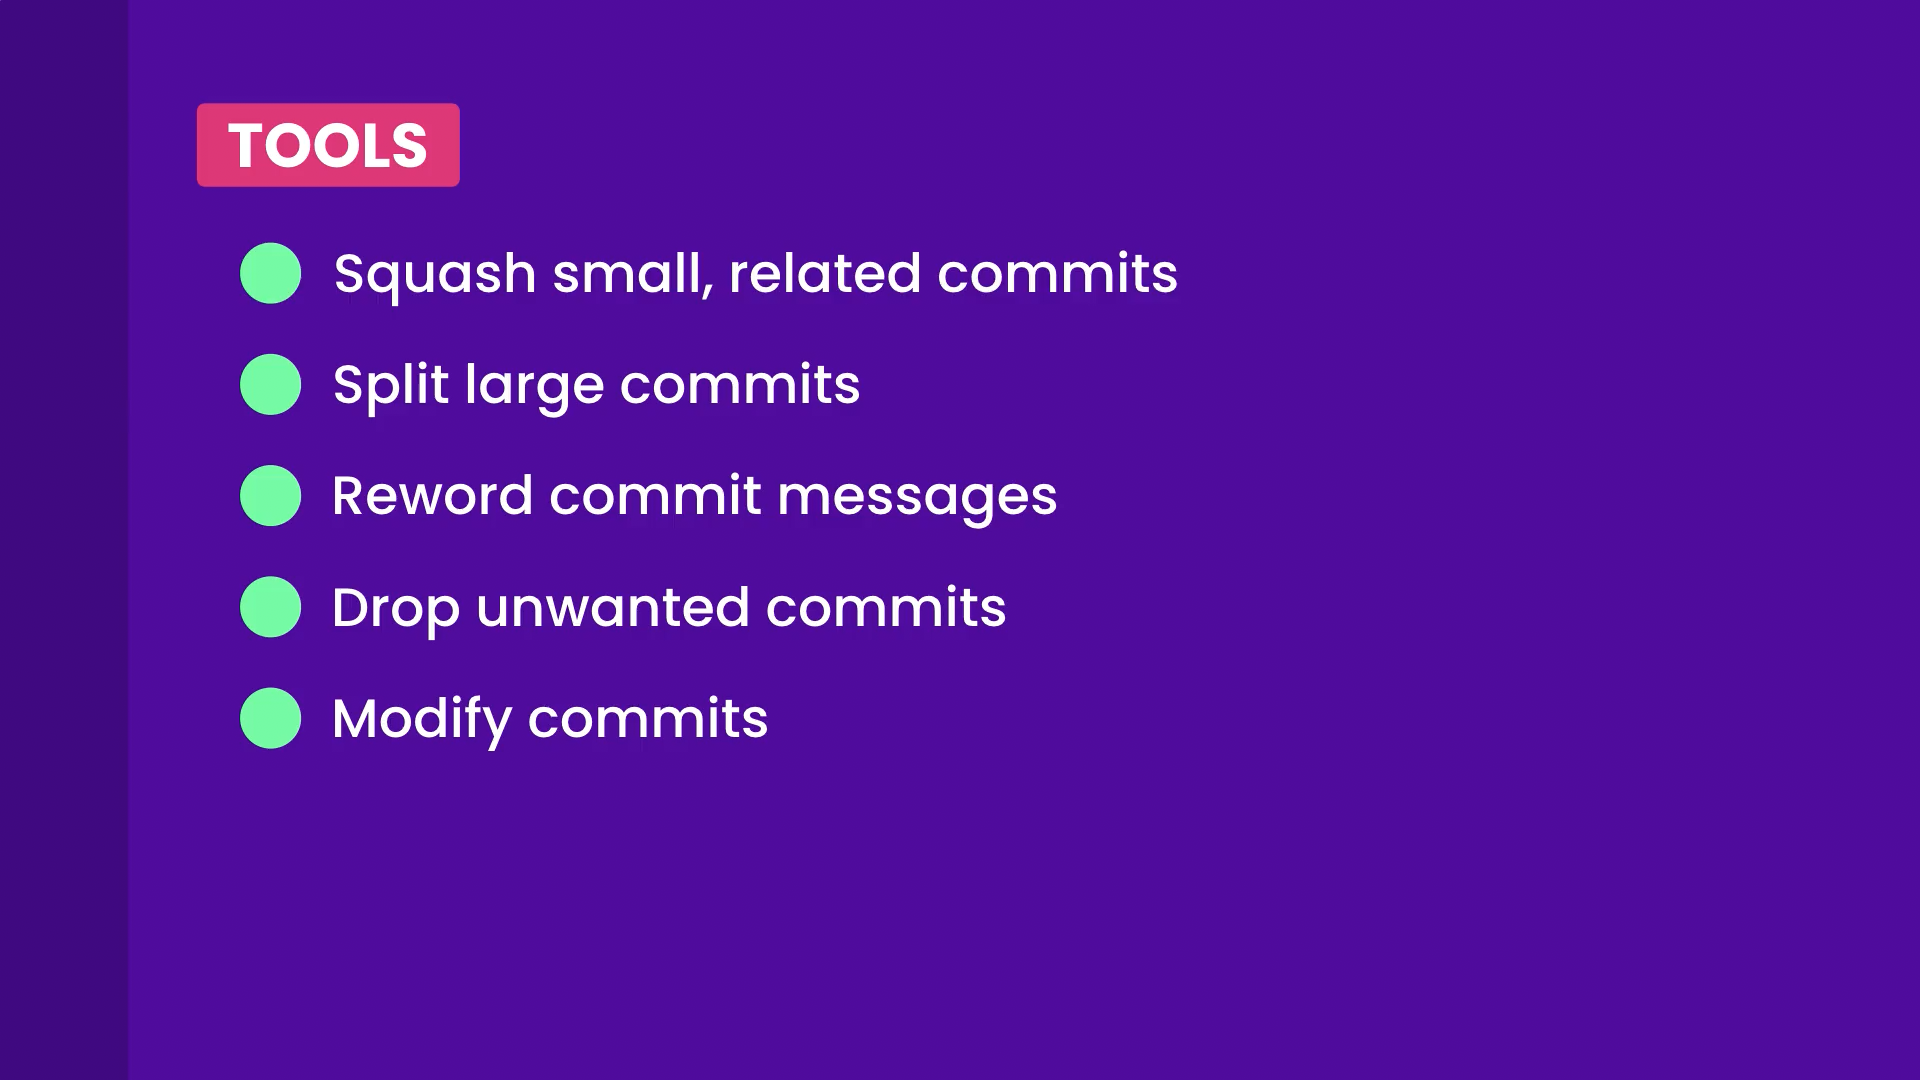 TOOLS
Squash small, related commits
Split large commits
Reword commit messages
Drop unwanted commits
Modify commits